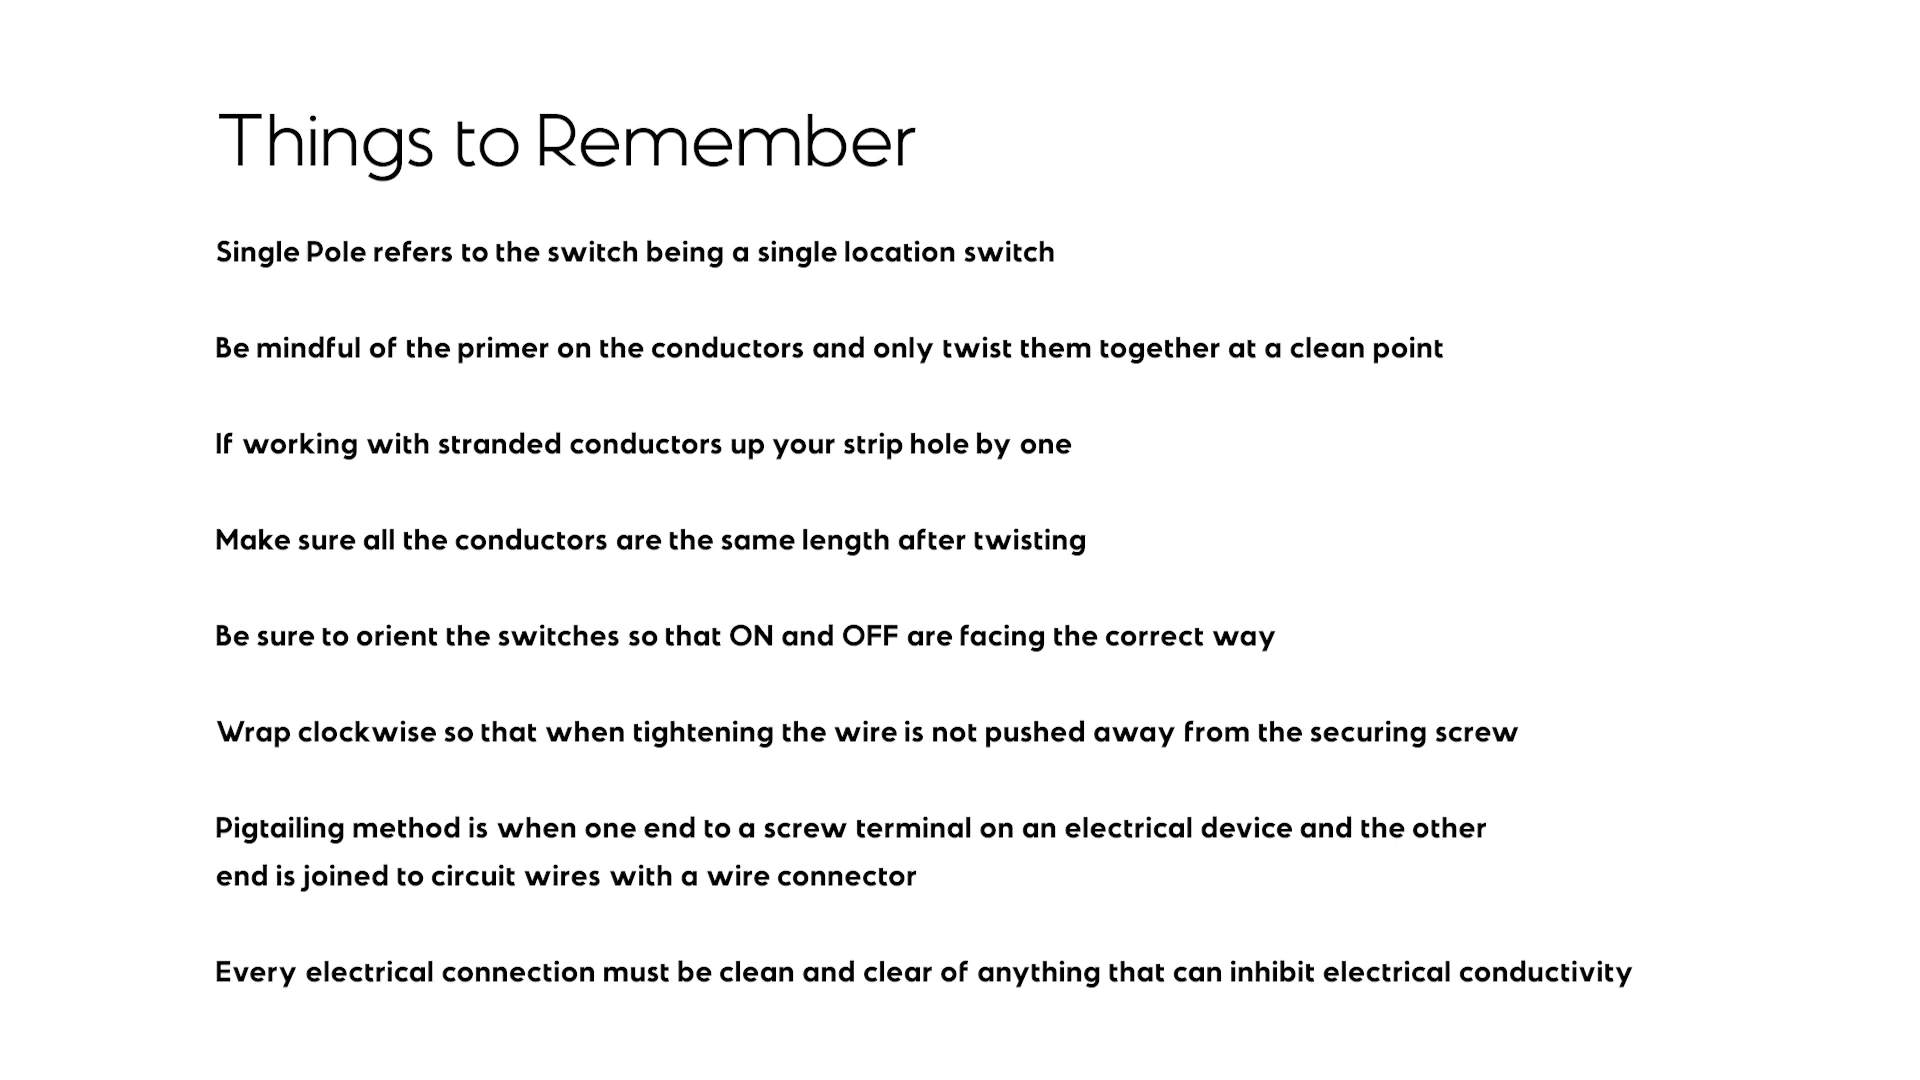 Things to Remember
Single Pole refers to the switch being a single location switch
Be mindful of the primer on the conductors and only twist them together at a clean point
If working with stranded conductors up your strip hole by one
Make sure all the conductors are the same length after twisting
Be sure to orient the switches so that ON and OFF are facing the correct way
Wrap clockwise so that when tightening the wire is not pushed away from the securing screw
Pigtailing method is when one end to a screw terminal on an electrical device and the other
end is joined to circuit wires with a wire connector
Every electrical connection must be clean and clear of anything that can inhibit electrical conductivity